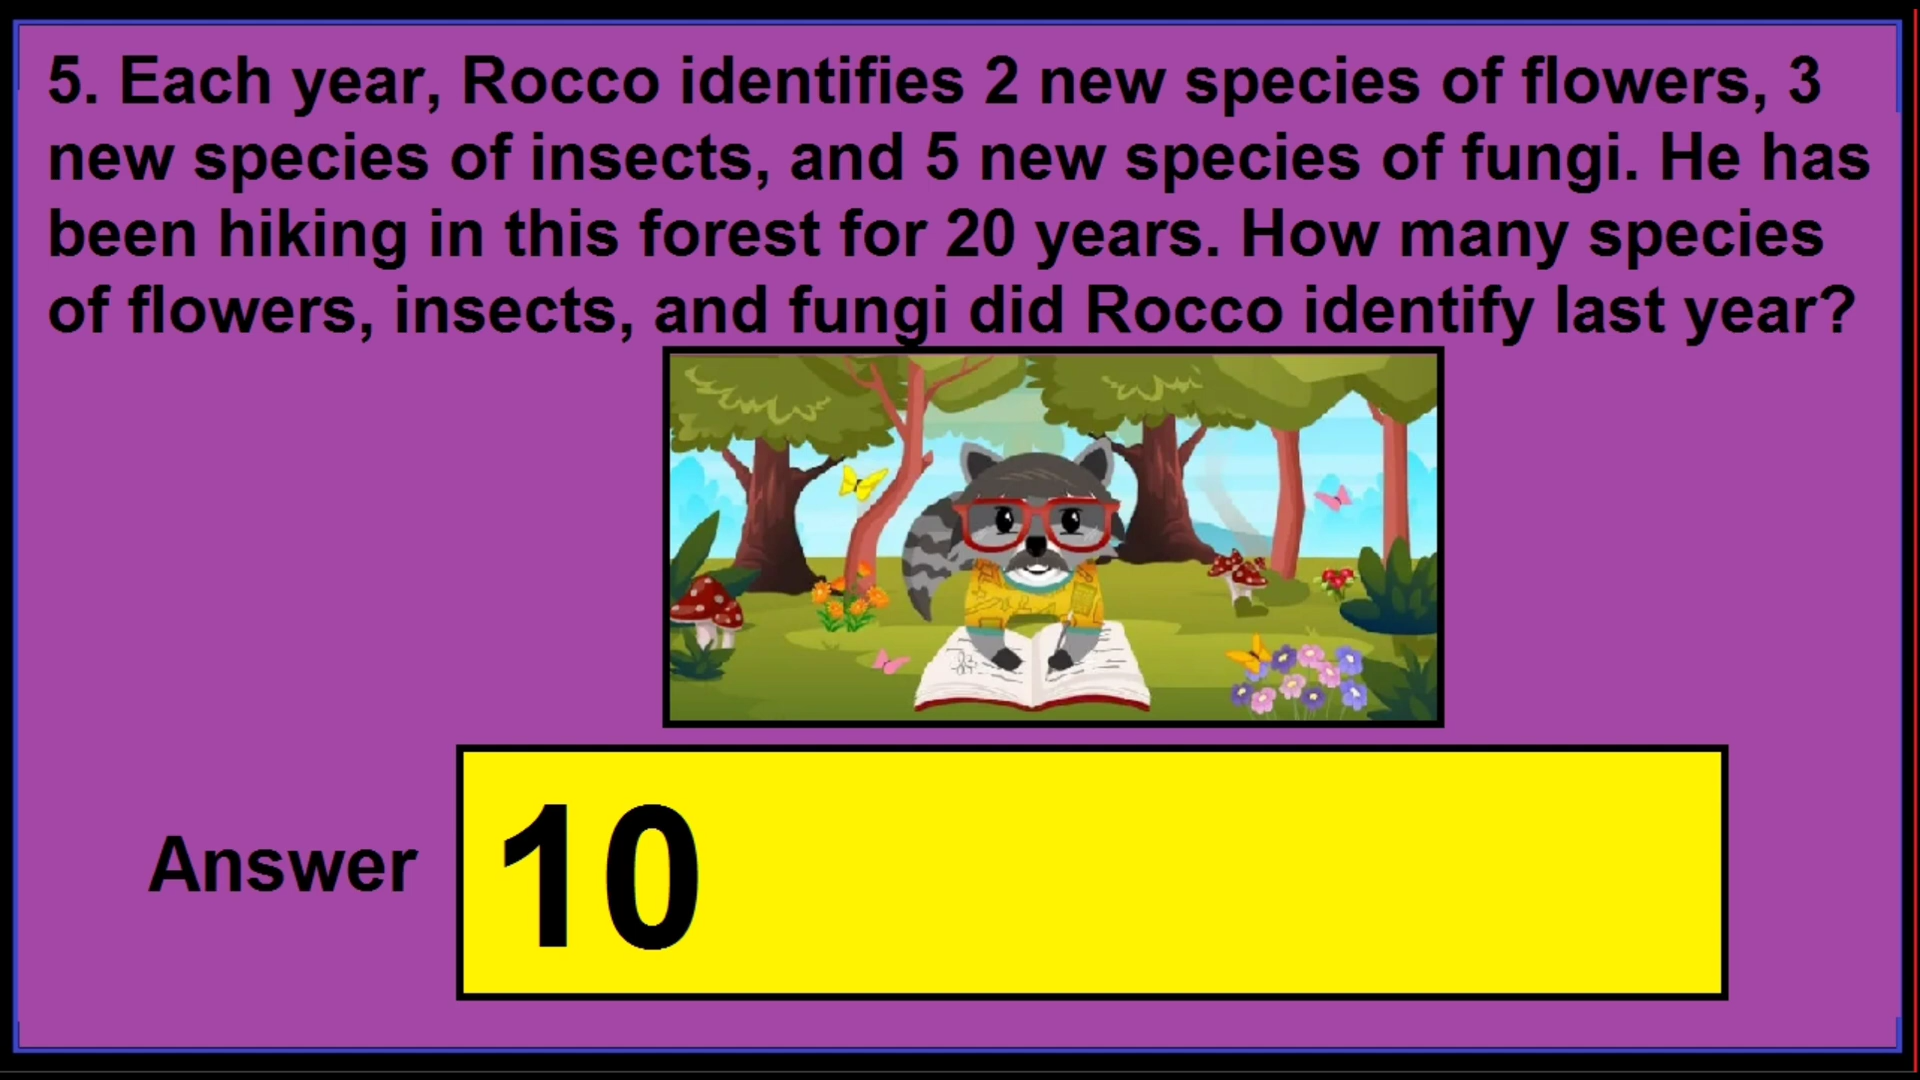 5. Each year, Rocco identifies 2 new species of flowers, 3
new species of insects, and 5 new species of fungi. He has
been hiking in this forest for 20 years. How many species
of flowers, insects, and fungi did Rocco identify last year?
Answer
10